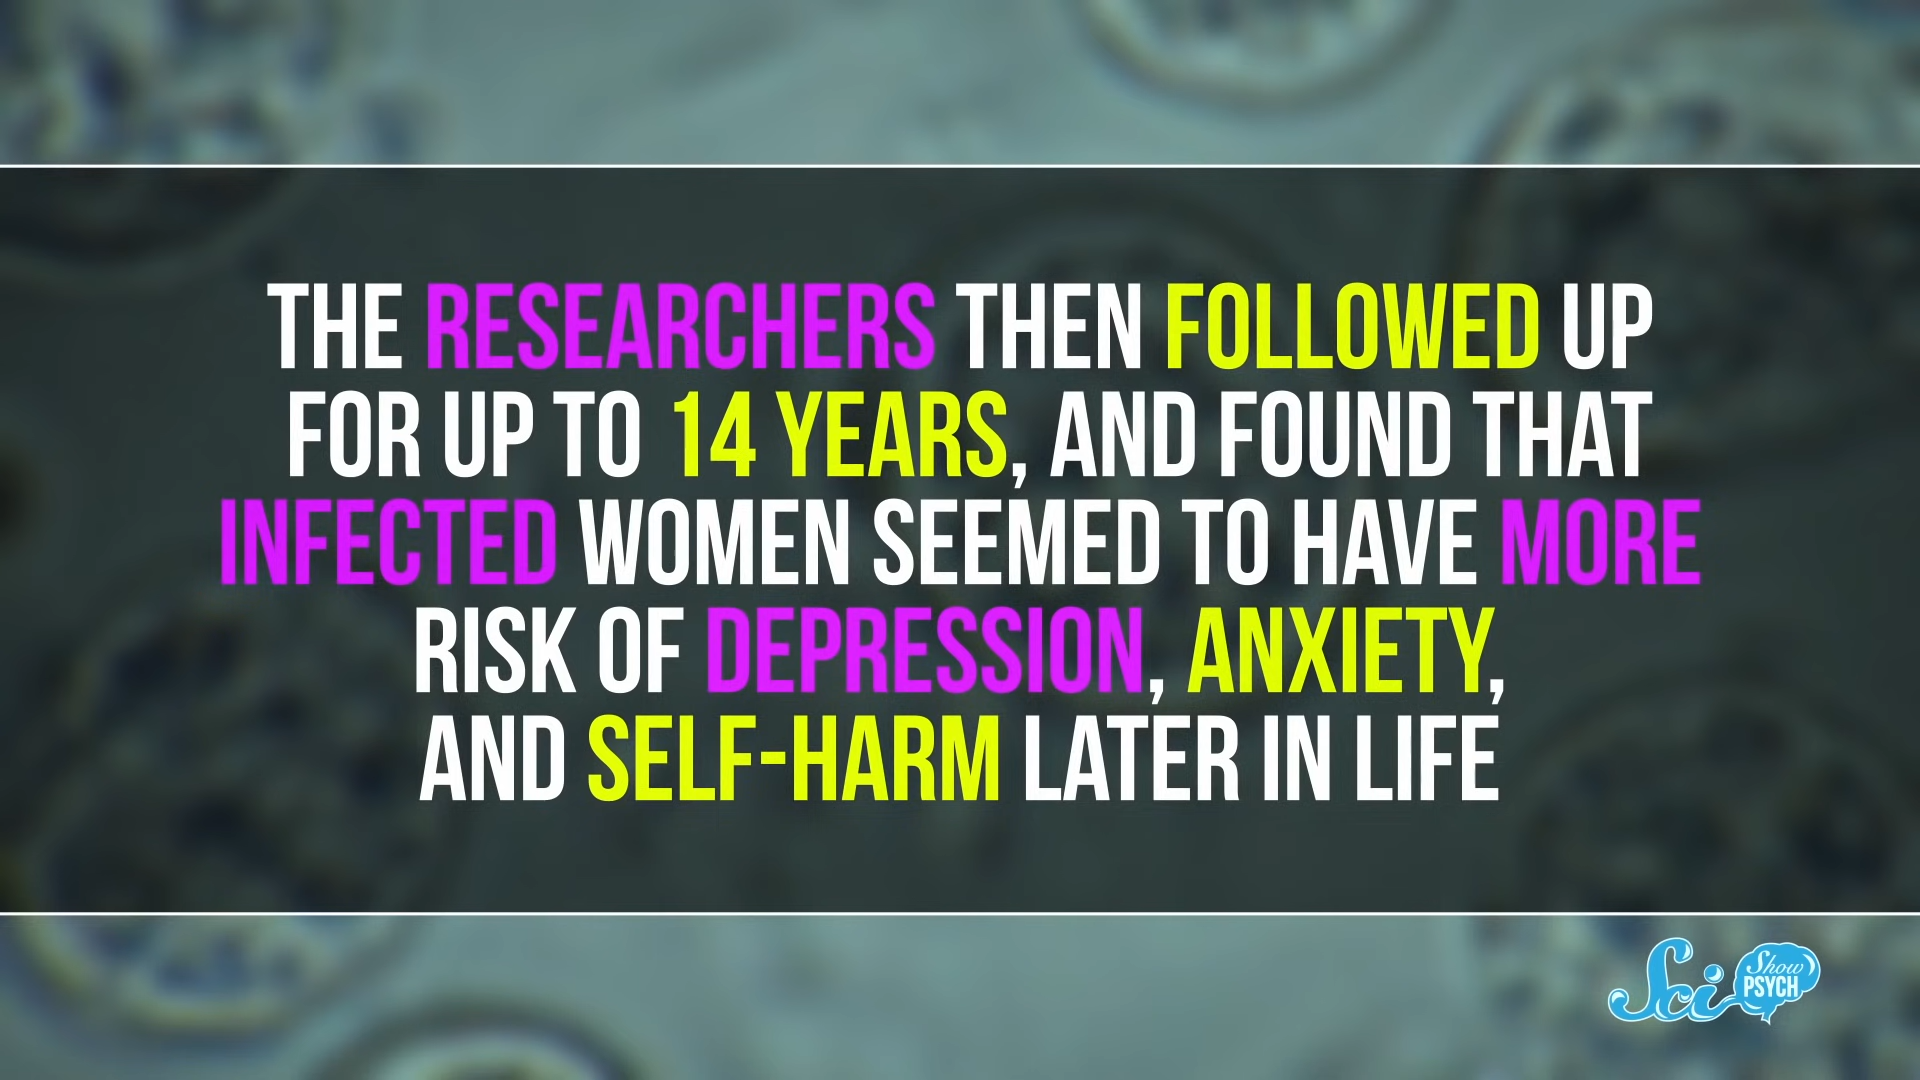 THE RESEARCHERS THEN FOLLOWED UP
FOR UP TO 14 YEARS, AND FOUND THAT
INFECTED WOMEN SEEMED TO HAVE MORE
RISK OF DEPRESSION, ANXIETY,
AND SELF-HARM LATER IN LIFE
Sci Show
PSYCH